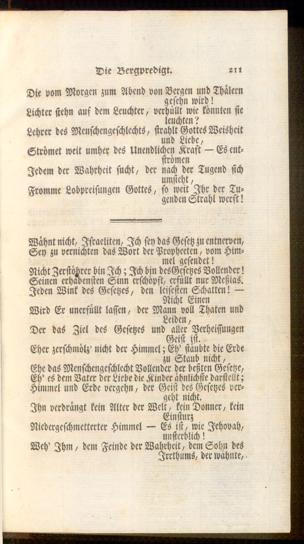 Die Bergpredigt. 211
Die vom Morgen zum Abend von Bergen und Thälern
gesehn wird!
Lichter stehn auf dem Leuchter, verhüllt wie könnten sie
leuchten?
Lehrer des Menschengeschlechts, strahlt Gottes Weisheit
und Liebe,
Strömet weit umher des Unendlichen Kraft — Es ent-
strömen
Jedem der Wahrheit sucht, der nach der Tugend sich
umsieht,
Fromme Lobpreisungen Gottes, so weit Ihr der Tu-
genden Strahl werft!
Wähnt nicht, Israeliten, Ich sey das Gesetz zu entnerven,
Sey zu vernichten das Wort der Propheeten, vom Him-
mel gesendet!
Nicht Zerstöhrer bin Ich; Ich bin des Gesetzes Vollender!
Seinen erhabensten Sinn erschöpft, erfüllt nur Meßias.
Jeden Wink des Gesetzes, den leisesten Schatten! —
Nicht Einen
Wird Er unerfüll lassen, der Mann voll Thaten und
Leiden,
Der das Ziel des Gesetzes und aller Verheissungen
Geist ist.
Eher zerschmölz' nicht der Himmel; Eh' stäubte die Erde
zu Staub nicht,
Ehe das Menschengeschlecht Vollender der beßten Gesetze,
Eh' es dem Vater der Liebe die Kinder ähnlichste darstellt;
Himmel und Erde vergehn, der Geist des Gesetzes ver-
geht nicht.
Ihn verdrängt kein Alter der Welt, kein Donner, kein
Einsturz
Niedergeschmetterter Himmel — Es ist, wie Jehovah,
unsterblich!
Weh' Ihm, dem Feinde der Wahrheit, dem Sohn des
Irrthums, der wähnte,